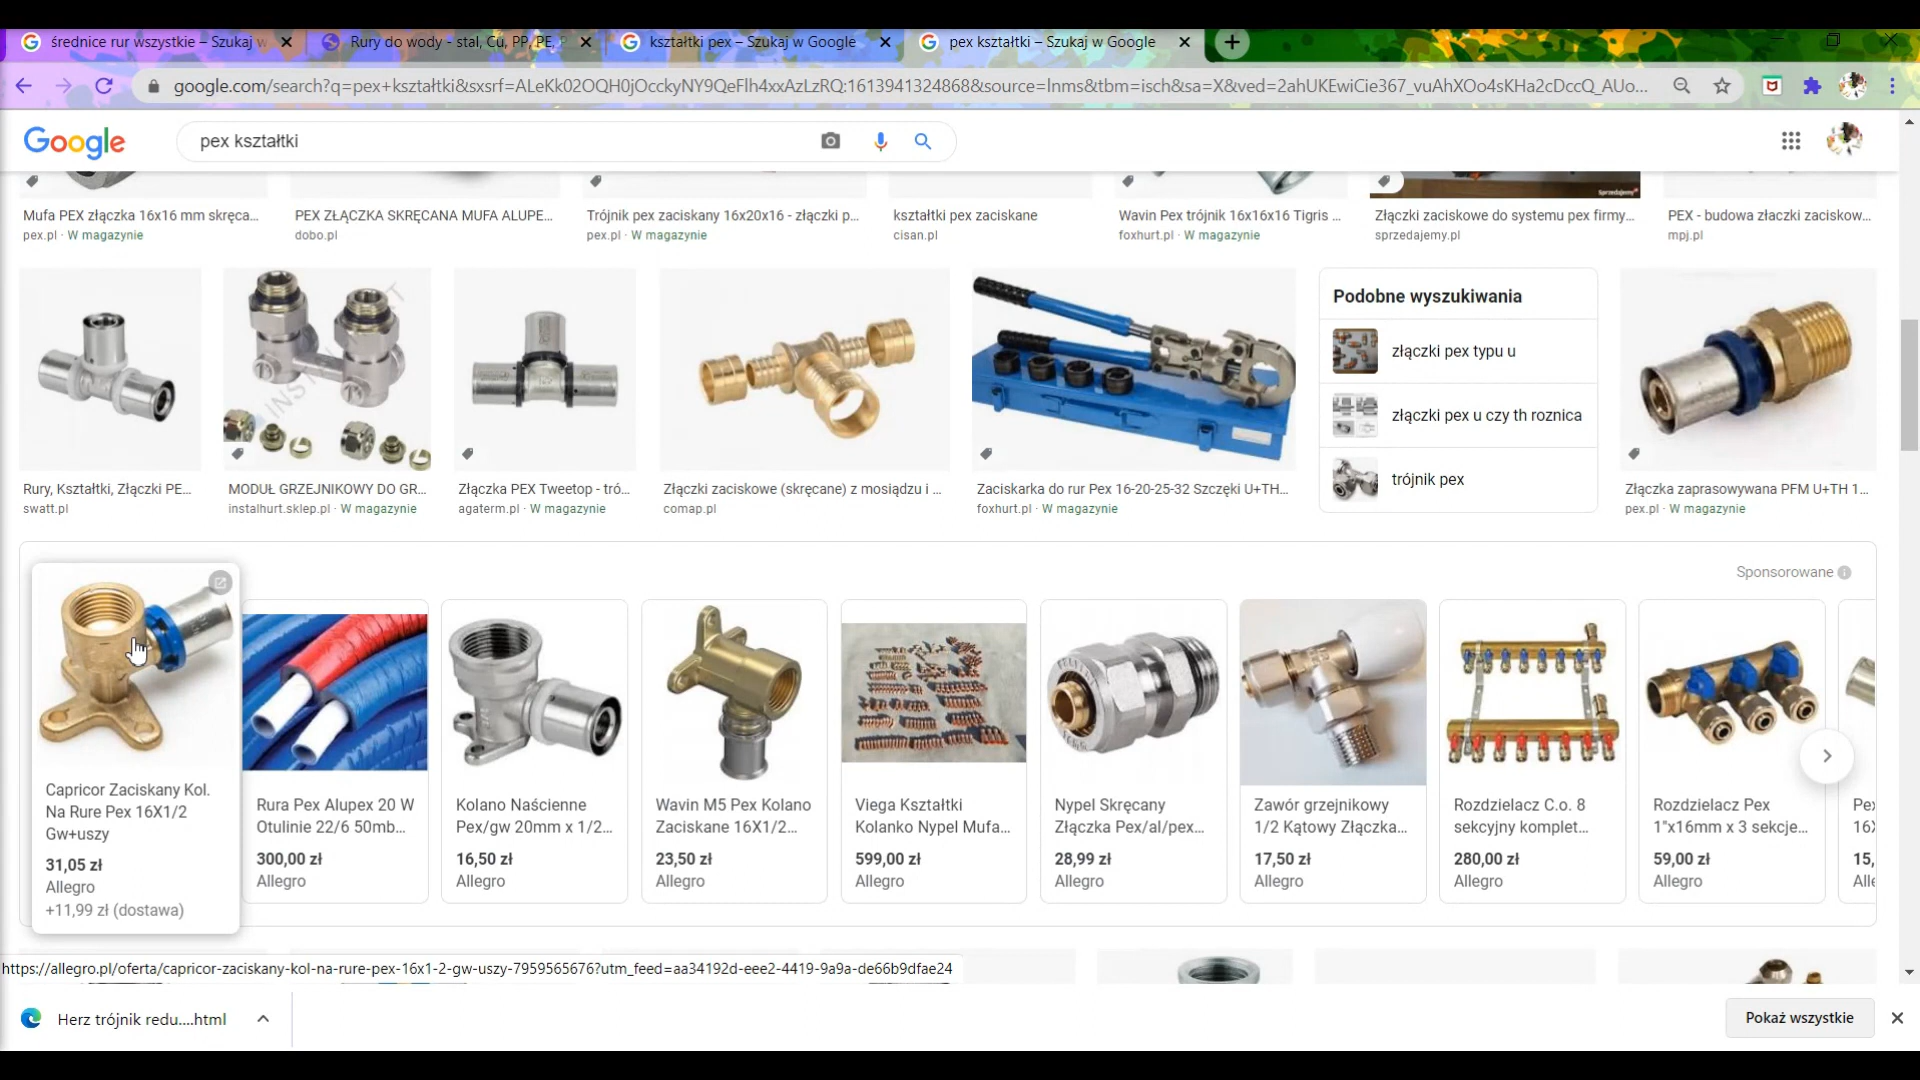 średnice rur wszystkie – Szukaj w
Rury do wody - stal, Cu, PP, PE, P
kształtki pex – Szukaj w Google
pex kształtki – Szukaj w Google
google.com/search?q=pex+kształtki&sxsrf=ALeKk02OQH0jOcckyNY9QeFlh4xxAzLzRQ:1613941324868&source=lnms&tbm=isch&sa=X&ved=2ahUKEwiCie367_vuAhXOo4sKHa2cDccQ_AUo...
Google
pex kształtki
Sprzedajemy
Mufa PEX złączka 16x16 mm skręca...
pex.pl · W magazynie
PEX ZŁĄCZKA SKRĘCANA MUFA ALUPE...
dobo.pl
Trójnik pex zaciskany 16x20x16 - złączki p...
pex.pl · W magazynie
kształtki pex zaciskane
cisan.pl
Wavin Pex trójnik 16x16x16 Tigris ...
foxhurt.pl · W magazynie
Złączki zaciskowe do systemu pex firmy...
sprzedajemy.pl
PEX - budowa złaczki zaciskow...
mpj.pl
Rury, Kształtki, Złączki PE...
swatt.pl
MODUŁ GRZEJNIKOWY DO GR...
instalhurt.sklep.pl · W magazynie
Złączka PEX Tweetop - tró...
agaterm.pl · W magazynie
Złączki zaciskowe (skręcane) z mosiądzu i ...
comap.pl
Zaciskarka do rur Pex 16-20-25-32 Szczęki U+TH...
foxhurt.pl · W magazynie
Podobne wyszukiwania
złączki pex typu u
złączki pex u czy th roznica
trójnik pex
Złączka zaprasowywana PFM U+TH 1...
pex.pl · W magazynie
Sponsorowane
Capricor Zaciskany Kol.
Na Rure Pex 16X1/2
Gw+uszy
31,05 zł
Allegro
+11,99 zł (dostawa)
Rura Pex Alupex 20 W
Otulinie 22/6 50mb...
300,00 zł
Allegro
Kolano Naścienne
Pex/gw 20mm x 1/2...
16,50 zł
Allegro
Wavin M5 Pex Kolano
Zaciskane 16X1/2...
23,50 zł
Allegro
Viega Kształtki
Kolanko Nypel Mufa...
599,00 zł
Allegro
Nypel Skręcany
Złączka Pex/al/pex...
28,99 zł
Allegro
Zawór grzejnikowy
1/2 Kątowy Złączka...
17,50 zł
Allegro
Rozdzielacz C.o. 8
sekcyjny komplet...
280,00 zł
Allegro
Rozdzielacz Pex
1"x16mm x 3 sekcje...
59,00 zł
Allegro
Pex
16X
15,
Alle
https://allegro.pl/oferta/capricor-zaciskany-kol-na-rure-pex-16x1-2-gw-uszy-7959565676?utm_feed=aa34192d-eee2-4419-9a9a-de66b9dfae24
Herz trójnik redu....html
Pokaż wszystkie